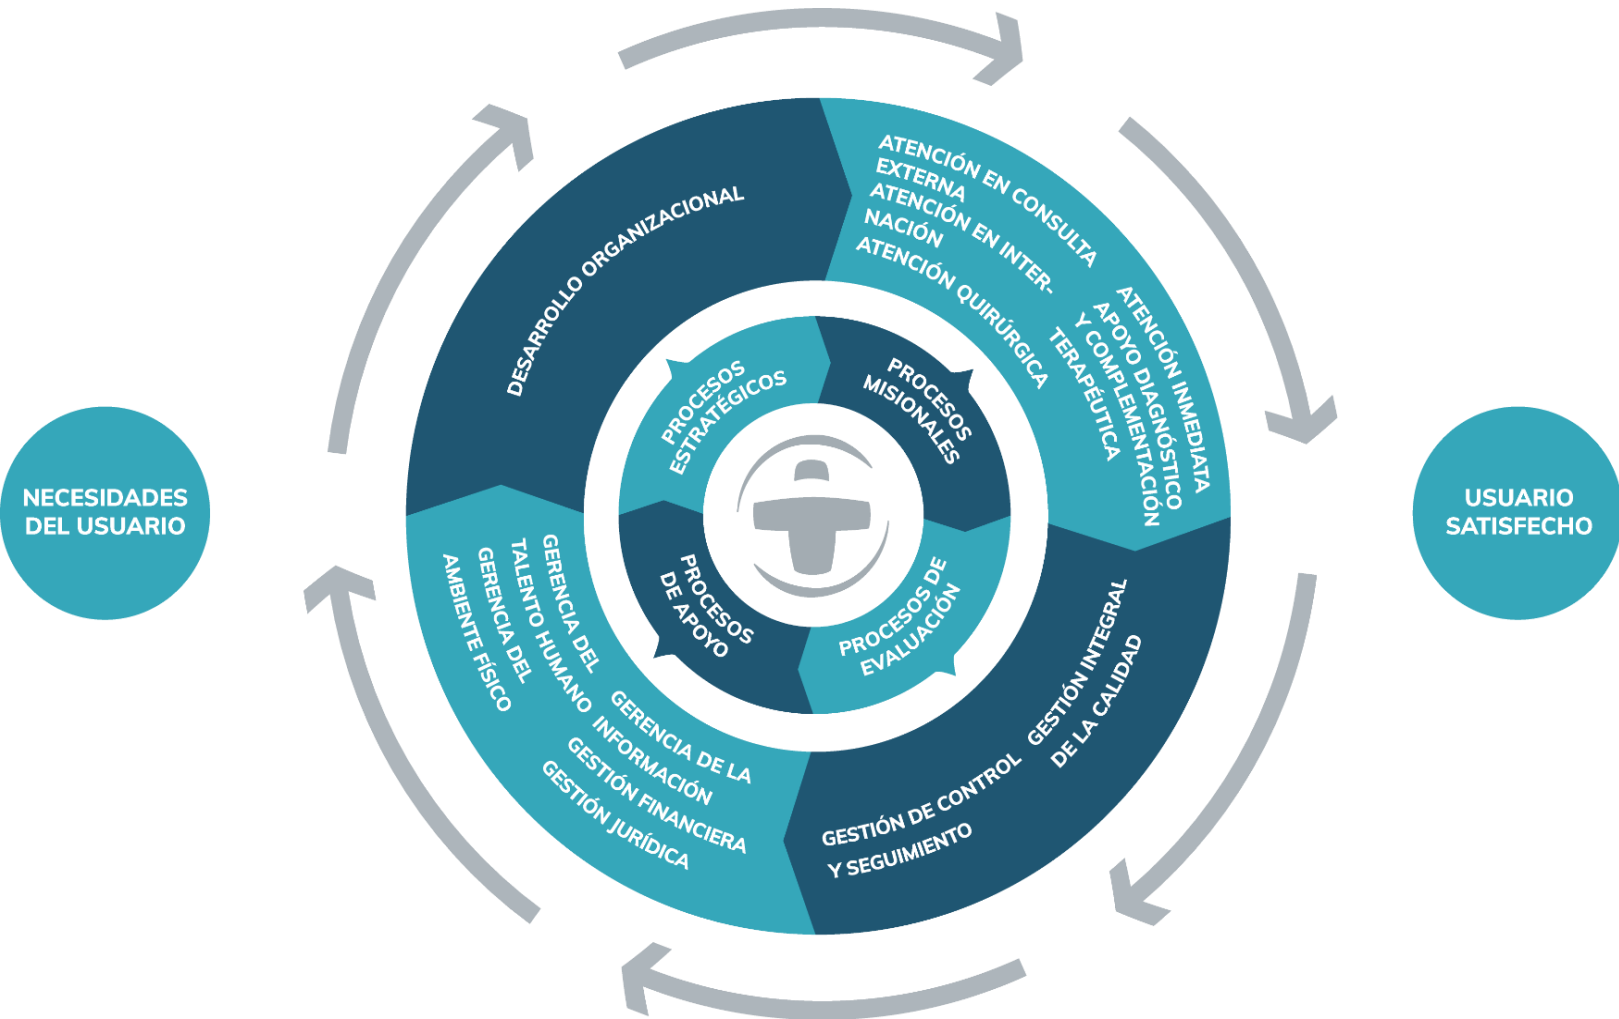 NECESIDADES
DEL USUARIO
DESARROLLO ORGANIZACIONAL
ATENCIÓN EN CONSULTA
EXTERNA
ATENCIÓN EN INTER-
NACIÓN
ATENCIÓN QUIRÚRGICA
ATENCIÓN INMEDIATA
APOYO DIAGNÓSTICO
Y COMPLEMENTACIÓN
TERAPÉUTICA
PROCESOS
ESTRATÉGICOS
PROCESOS
MISIONALES
PROCESOS
DE APOYO
PROCESOS DE
EVALUACIÓN
GERENCIA DEL
TALENTO HUMANO
GERENCIA DEL
AMBIENTE FÍSICO
GERENCIA DE LA
INFORMACIÓN
GESTIÓN FINANCIERA
GESTIÓN JURÍDICA
GESTIÓN INTEGRAL
DE LA CALIDAD
GESTIÓN DE CONTROL
Y SEGUIMIENTO
USUARIO
SATISFECHO